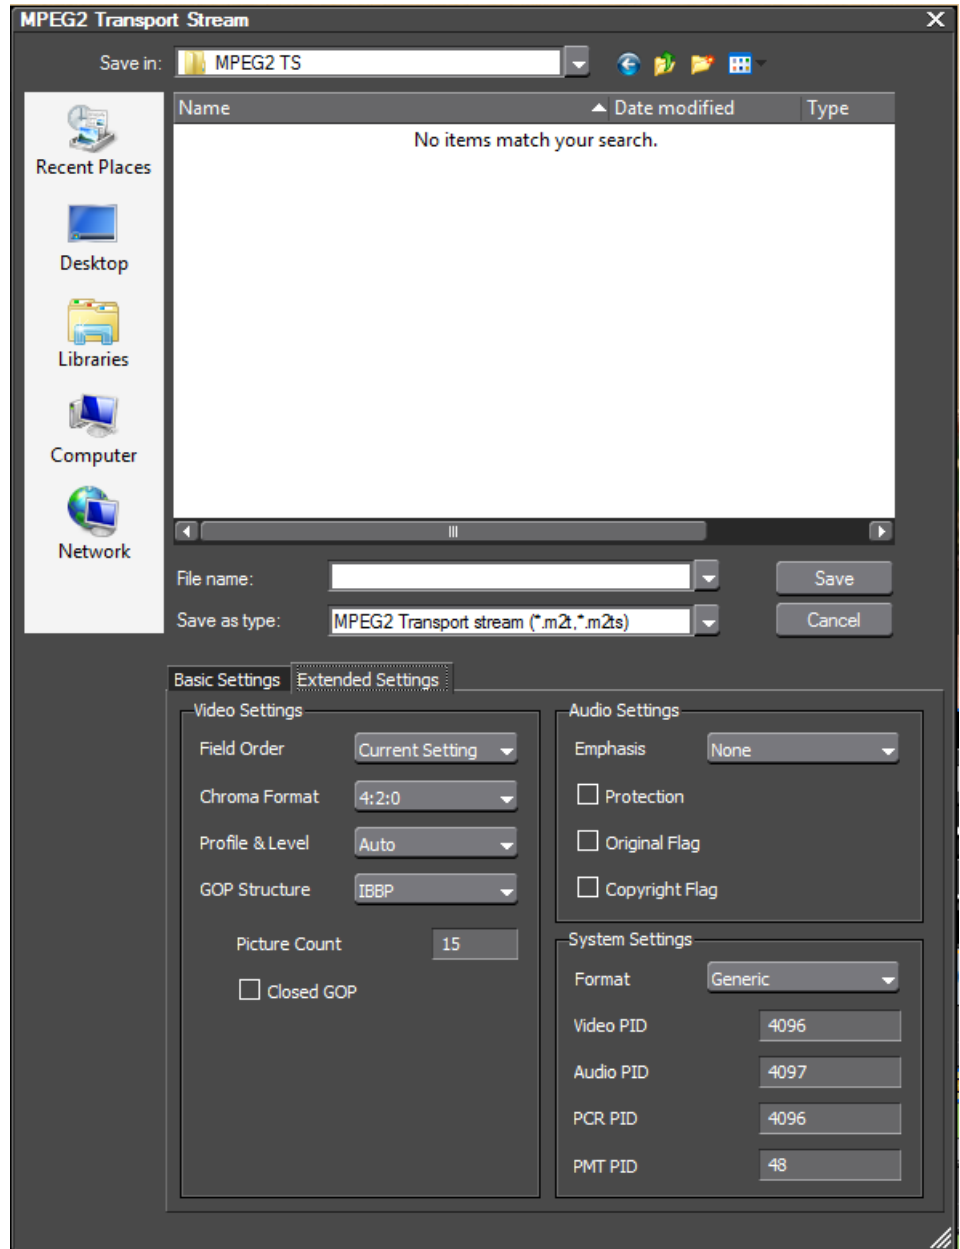 MPEG2 Transport Stream
Save in: MPEG2 TS
Name Date modified Type
No items match your search.
Recent Places
Desktop
Libraries
Computer
Network
File name: Save
Save as type: MPEG2 Transport stream (*.m2t,*.m2ts) Cancel
Basic Settings Extended Settings
Video Settings
Field Order Current Setting
Chroma Format 4:2:0
Profile & Level Auto
GOP Structure IBBP
Picture Count 15
Closed GOP
Audio Settings
Emphasis None
Protection
Original Flag
Copyright Flag
System Settings
Format Generic
Video PID 4096
Audio PID 4097
PCR PID 4096
PMT PID 48